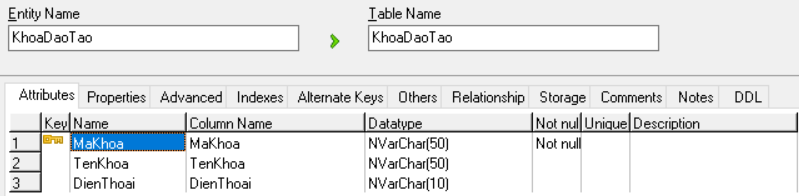 Entity Name Table Name
KhoaDaoTao KhoaDaoTao
Attributes Properties Advanced Indexes Alternate Keys Others Relationship Storage Comments Notes DDL
Key Name Column Name Datatype Not nul Unique Description
1 MaKhoa MaKhoa NVarChar(50) Not null
2 TenKhoa TenKhoa NVarChar(50)
3 DienThoai DienThoai NVarChar(10)